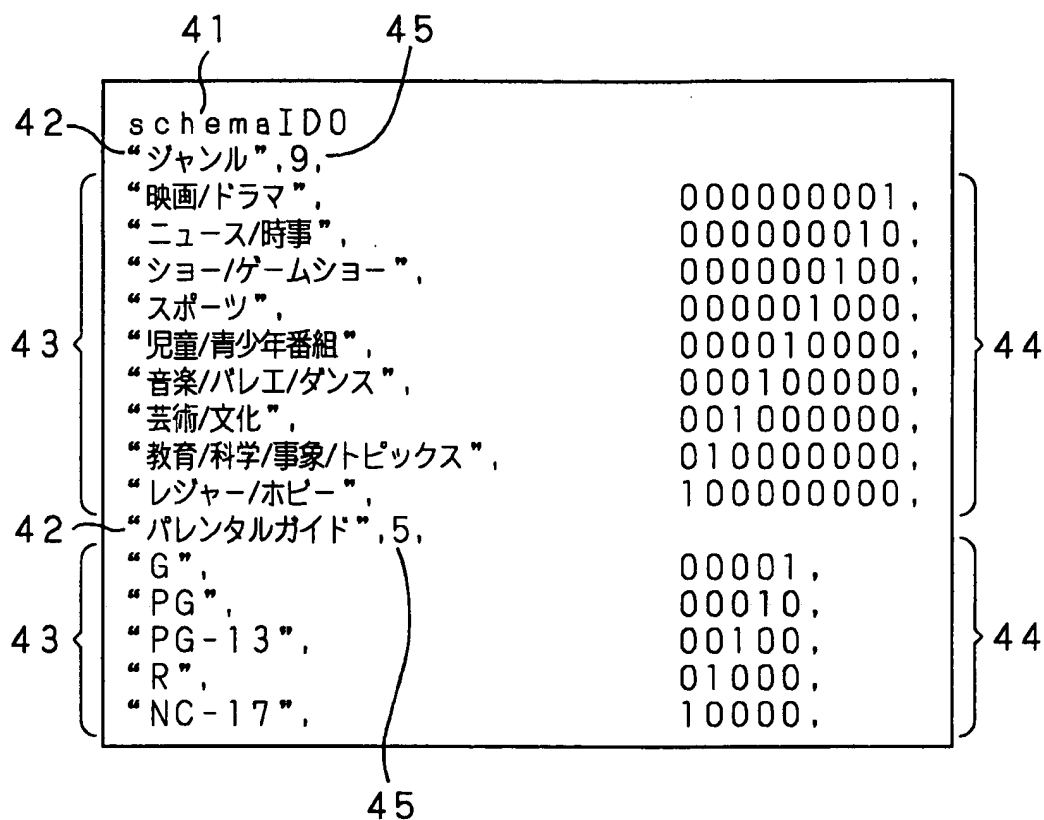 41 45
42 schemaID0
“ジャンル”,9,
“映画/ドラマ”, 000000001,
“ニュース/時事”, 000000010,
“ショー/ゲームショー”, 000000100,
“スポーツ”, 000001000,
43 “児童/青少年番組”, 000010000, 44
“音楽/バレエ/ダンス”, 000100000,
“芸術/文化”, 001000000,
“教育/科学/事象/トピックス”, 010000000,
“レジャー/ホビー”, 100000000,
42 “パレンタルガイド”,5,
“G”, 00001,
“PG”, 00010,
43 “PG-13”, 00100, 44
“R”, 01000,
“NC-17”, 10000,
45